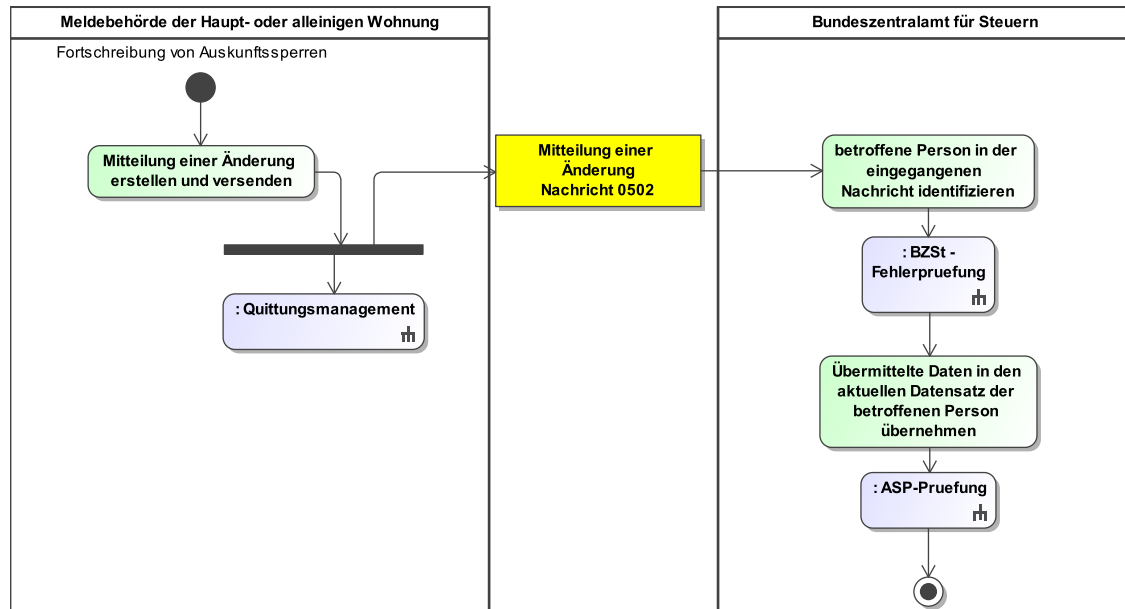 Meldebehörde der Haupt- oder alleinigen Wohnung
Fortschreibung von Auskunftssperren
Mitteilung einer Änderung
erstellen und versenden
: Quittungsmanagement
Mitteilung einer
Änderung
Nachricht 0502
Bundeszentralamt für Steuern
betroffene Person in der
eingegangenen
Nachricht identifizieren
: BZSt -
Fehlerpruefung
Übermittelte Daten in den
aktuellen Datensatz der
betroffenen Person
übernehmen
: ASP-Pruefung